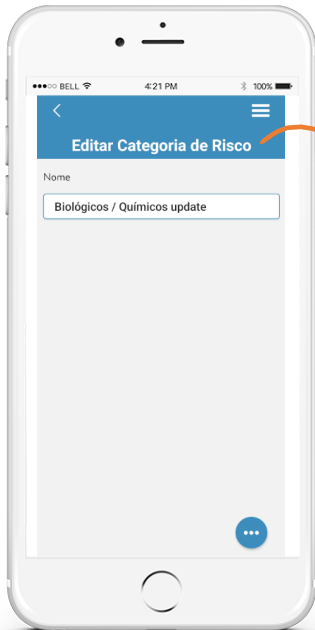 BELL 4:21 PM 100%
Editar Categoria de Risco
Nome
Biológicos / Químicos update